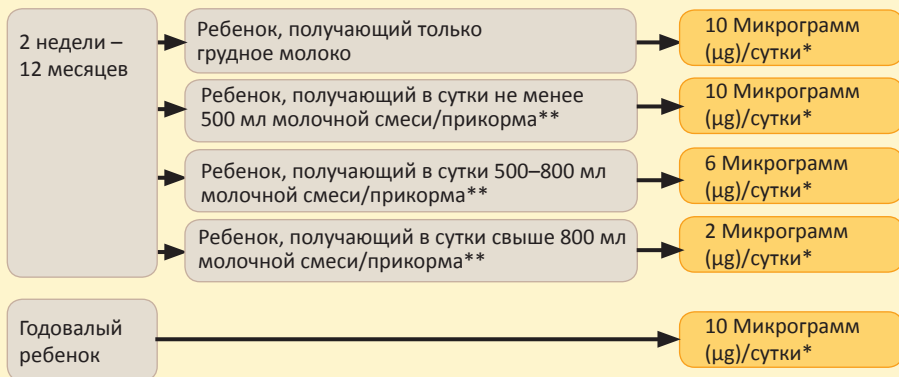 2 недели –
12 месяцев
Ребенок, получающий только
грудное молоко
10 Микрограмм
(µg)/сутки*
Ребенок, получающий в сутки не менее
500 мл молочной смеси/прикорма**
10 Микрограмм
(µg)/сутки*
Ребенок, получающий в сутки 500–800 мл
молочной смеси/прикорма**
6 Микрограмм
(µg)/сутки*
Ребенок, получающий в сутки свыше 800 мл
молочной смеси/прикорма**
2 Микрограмм
(µg)/сутки*
Годовалый
ребенок
10 Микрограмм
(µg)/сутки*